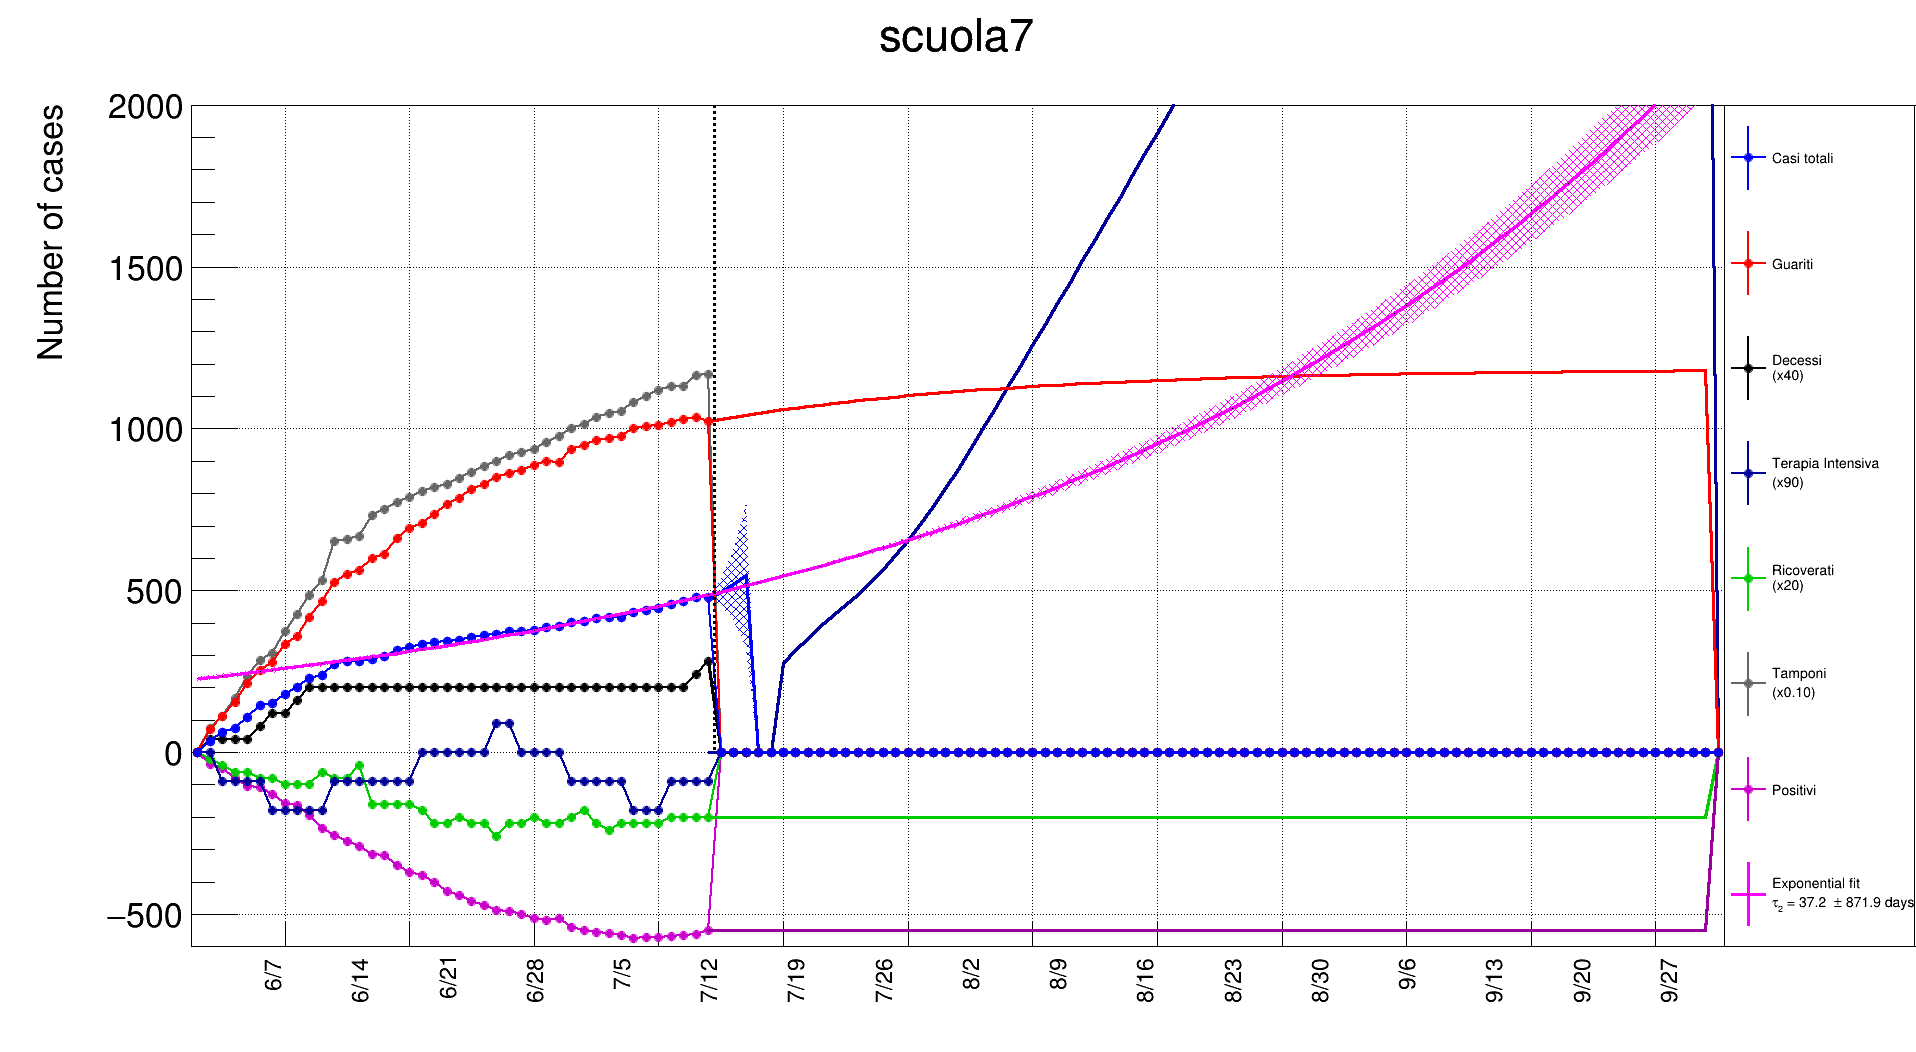 scuola7
Number of cases
2000
1500
1000
500
0
−500
6/7
6/14
6/21
6/28
7/5
7/12
7/19
7/26
8/2
8/9
8/16
8/23
8/30
9/6
9/13
9/20
9/27
Casi totali
Guariti
Decessi
(x40)
Terapia Intensiva
(x90)
Ricoverati
(x20)
Tamponi
(x0.10)
Positivi
Exponential fit
τ2 = 37.2 ± 871.9 days